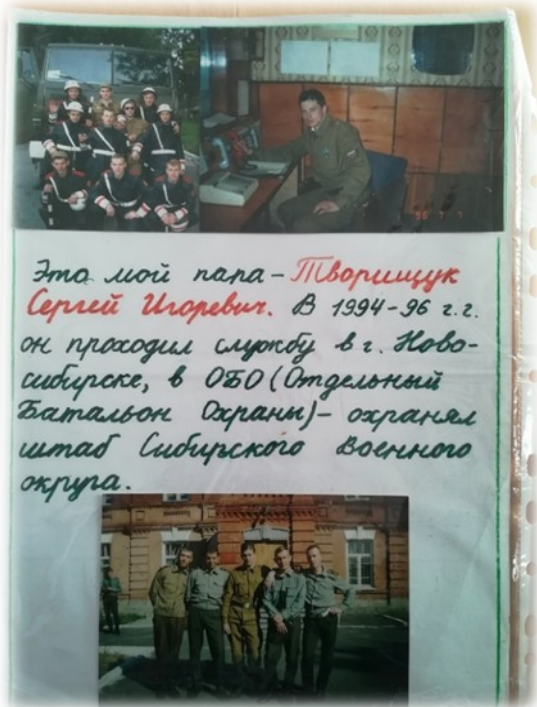 Это мой папа – Творищук
Сергей Игоревич. В 1994-96 г.г.
он проходил службу в г. Ново-
сибирске, в ОБО (Отдельный
Батальон Охраны) – охранял
штаб Сибирского Военного
округа.